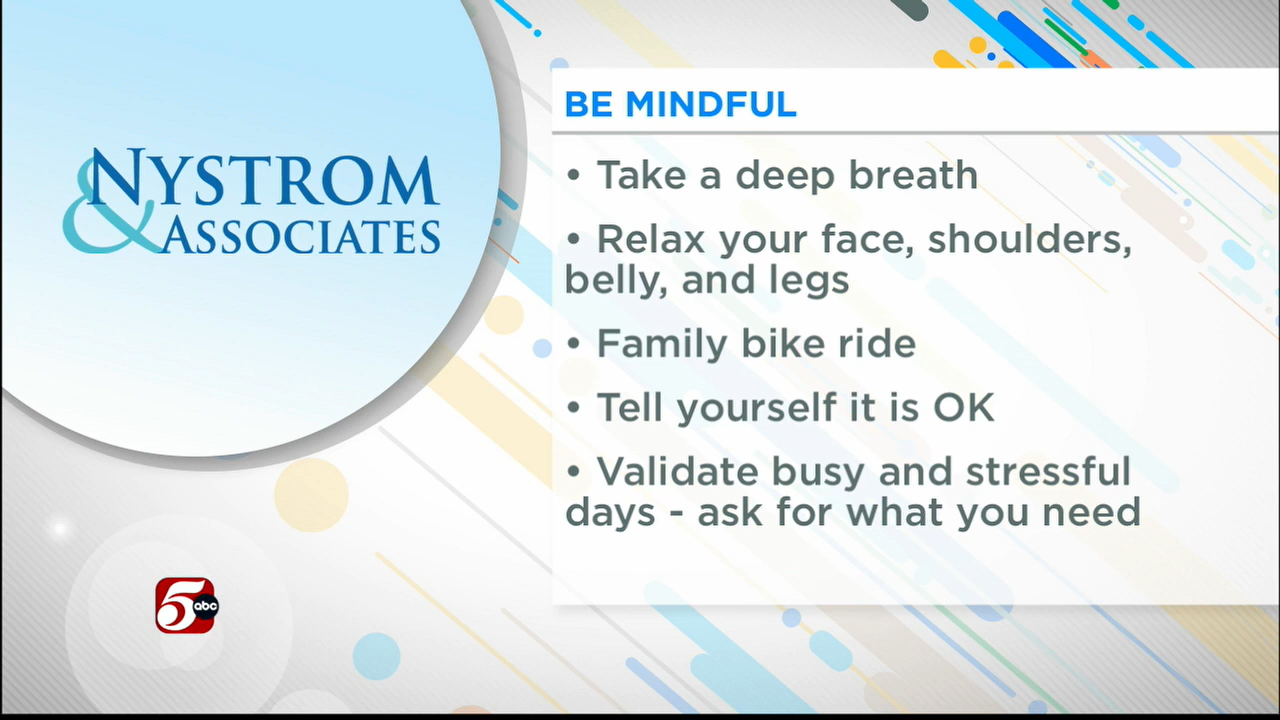 NYSTROM
& ASSOCIATES
BE MINDFUL
• Take a deep breath
• Relax your face, shoulders,
belly, and legs
• Family bike ride
• Tell yourself it is OK
• Validate busy and stressful
days - ask for what you need
5 abc